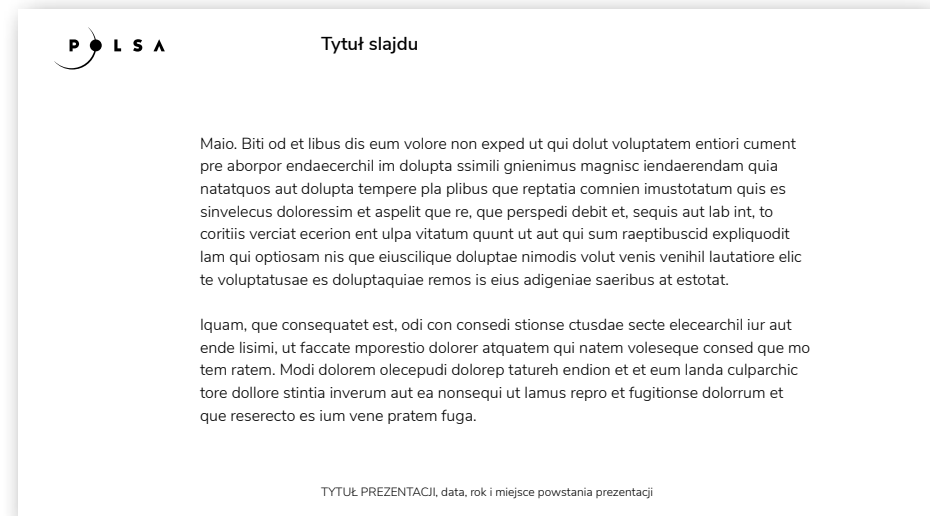 POLSA
Tytuł slajdu
Maio. Biti od et libus dis eum volore non exped ut qui dolut voluptatem entiori cument
pre aborpor endaecerchil im dolupta ssimili gnienimus magnisc iendaerendam quia
natatquos aut dolupta tempere pla plibus que reptatia comnien imustotatum quis es
sinvelecus doloressim et aspelit que re, que perspedi debit et, sequis aut lab int, to
coritiis verciat ecerion ent ulpa vitatum quunt ut aut qui sum raeptibuscid expliquodit
lam qui optiosam nis que eiuscilique doluptae nimodis volut venis venihil lautatiore elic
te voluptatusae es doluptaquiae remos is eius adigeniae saeribus at estotat.
Iquam, que consequatet est, odi con consedi stionse ctusdae secte elecearchil iur aut
ende lisimi, ut faccate mporestio dolorer atquatem qui natem voleseque consed que mo
tem ratem. Modi dolorem olecepudi dolorep tatureh endion et et eum landa culparchic
tore dollore stintia inverum aut ea nonsequi ut lamus repro et fugitionse dolorrum et
que reserecto es ium vene pratem fuga.
TYTUŁ PREZENTACJI, data, rok i miejsce powstania prezentacji